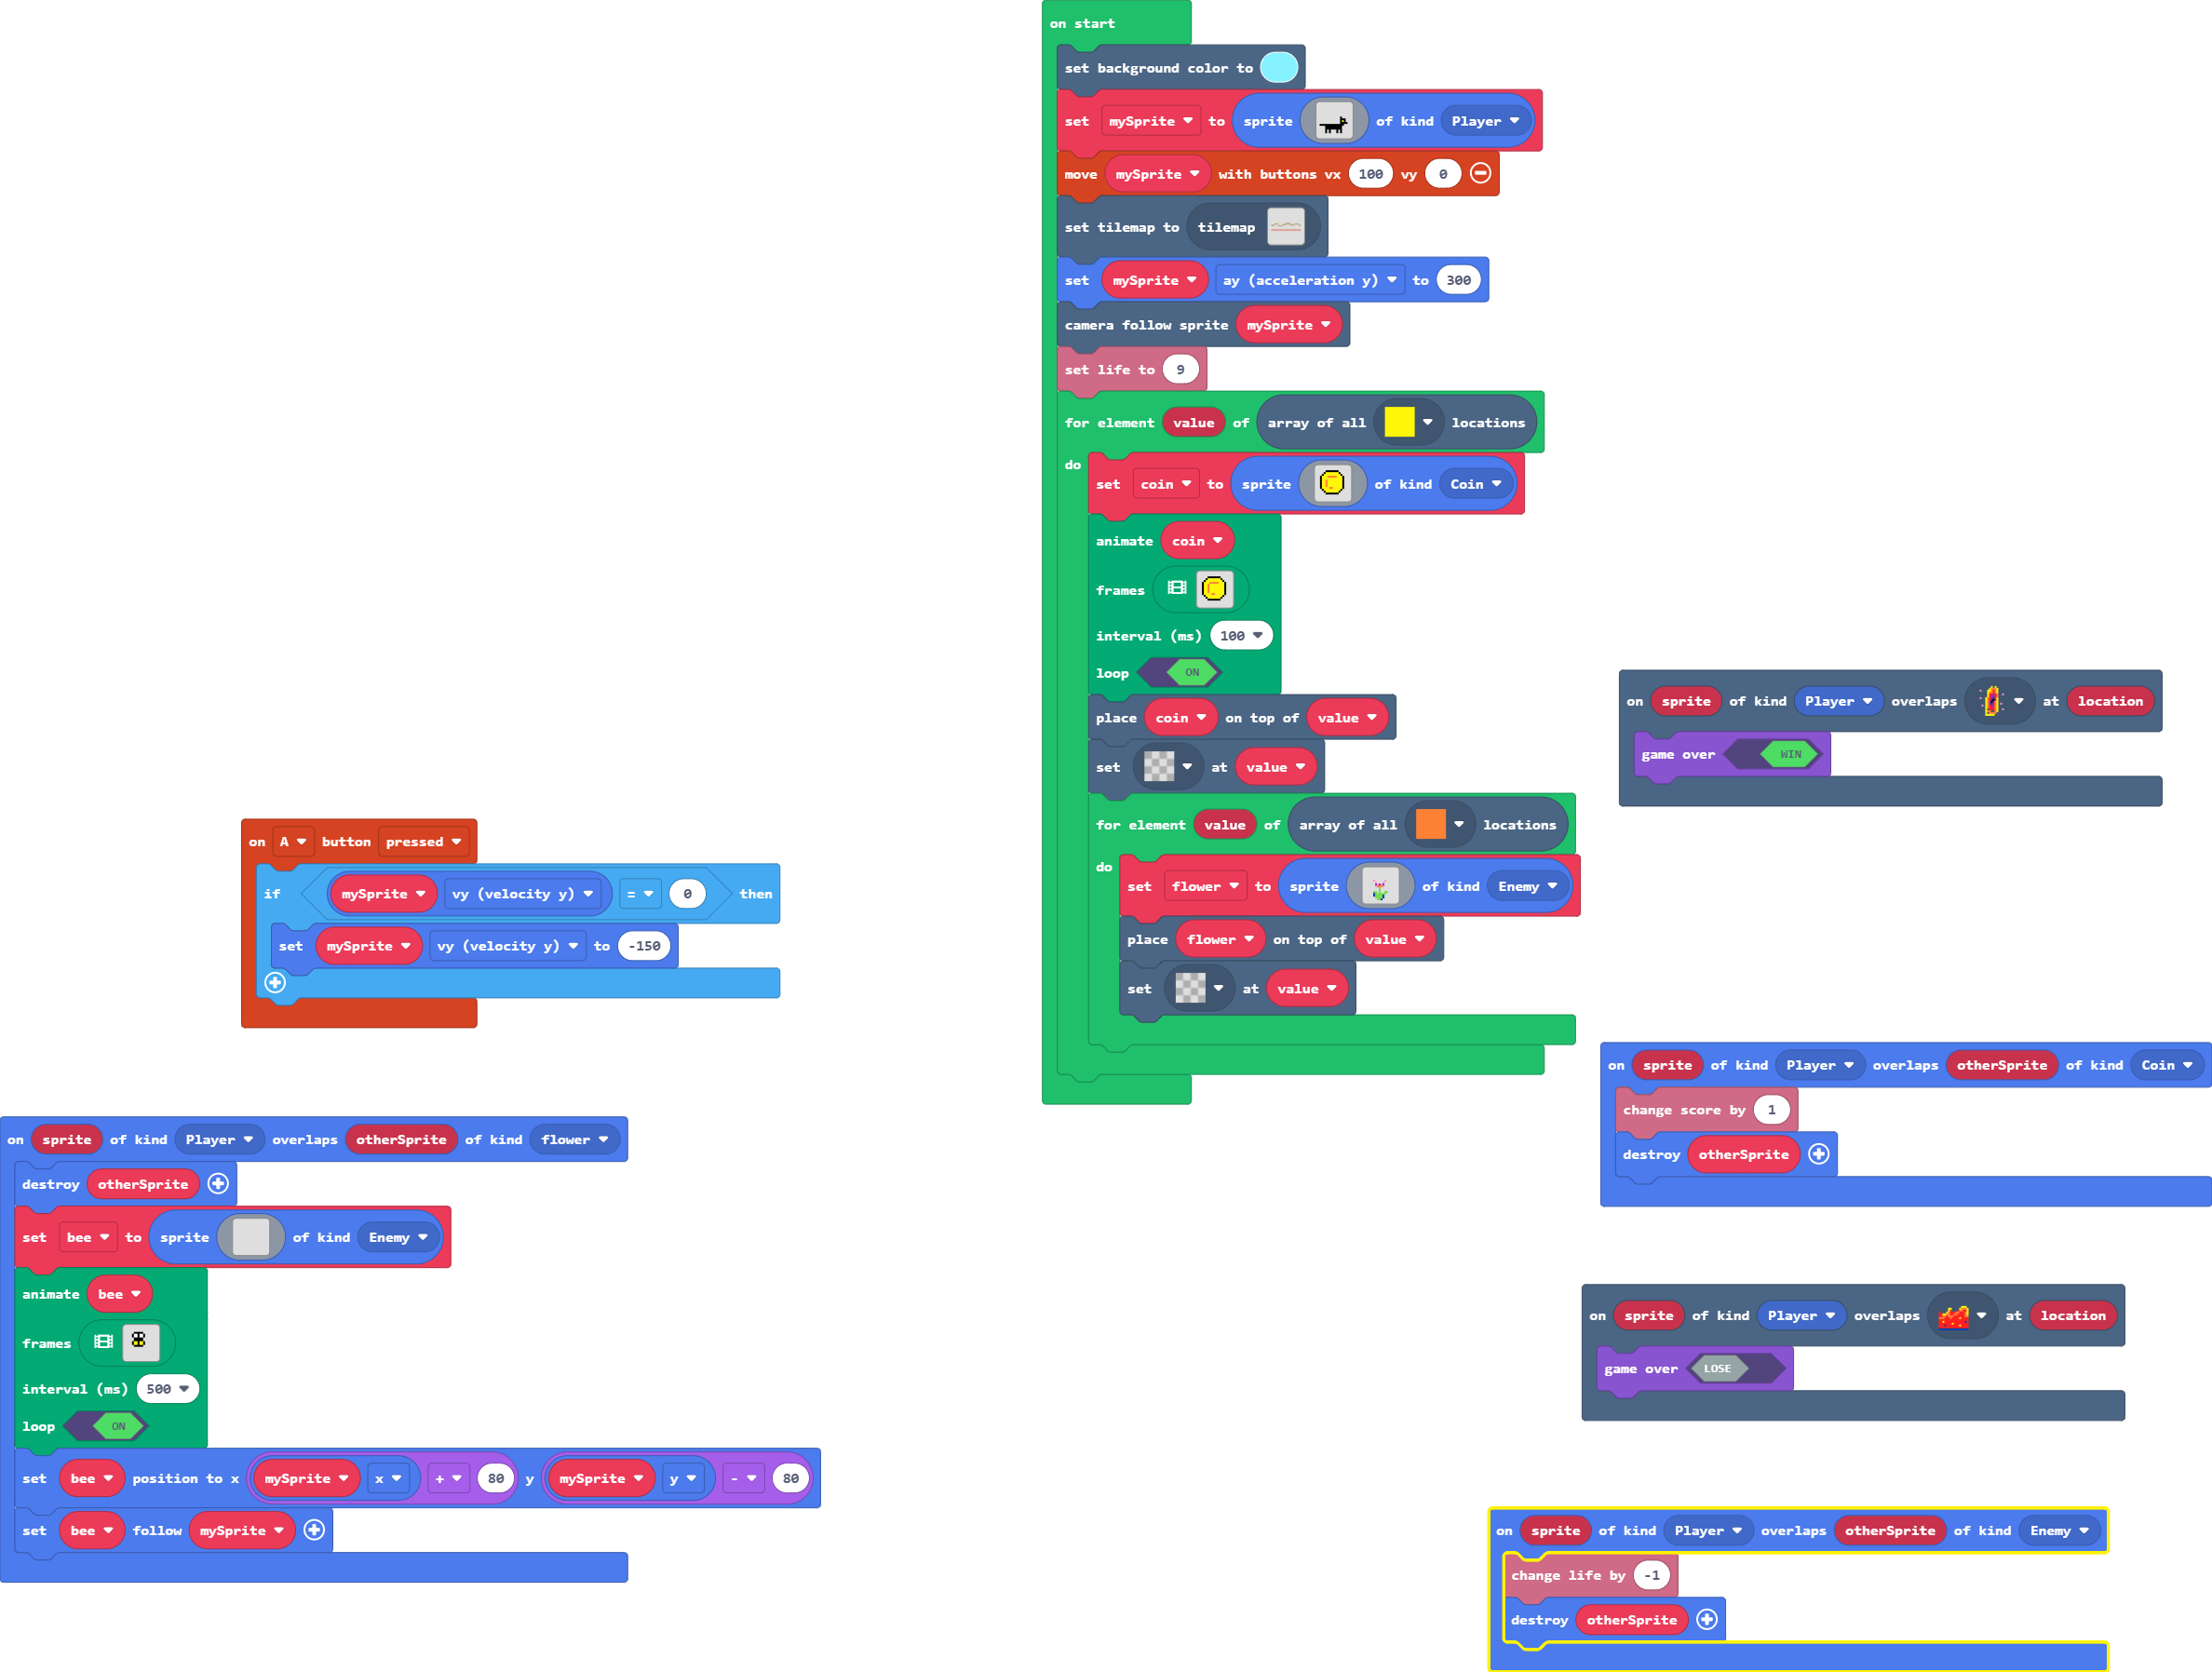 on start
set background color to
set mySprite to sprite of kind Player
move mySprite with buttons vx 100 vy 0
set tilemap to tilemap
set mySprite ay (acceleration y) to 300
camera follow sprite mySprite
set life to 9
for element value of array of all locations
do
set coin to sprite of kind Coin
animate coin
frames
interval (ms) 100
loop ON
place coin on top of value
set at value
for element value of array of all locations
do
set flower to sprite of kind Enemy
place flower on top of value
set at value
on sprite of kind Player overlaps at location
game over WIN
on A button pressed
if mySprite vy (velocity y) = 0 then
set mySprite vy (velocity y) to -150
on sprite of kind Player overlaps otherSprite of kind Coin
change score by 1
destroy otherSprite
on sprite of kind Player overlaps otherSprite of kind flower
destroy otherSprite
set bee to sprite of kind Enemy
animate bee
frames
interval (ms) 500
loop ON
set bee position to x mySprite x + 80 y mySprite y - 80
set bee follow mySprite
on sprite of kind Player overlaps at location
game over LOSE
on sprite of kind Player overlaps otherSprite of kind Enemy
change life by -1
destroy otherSprite